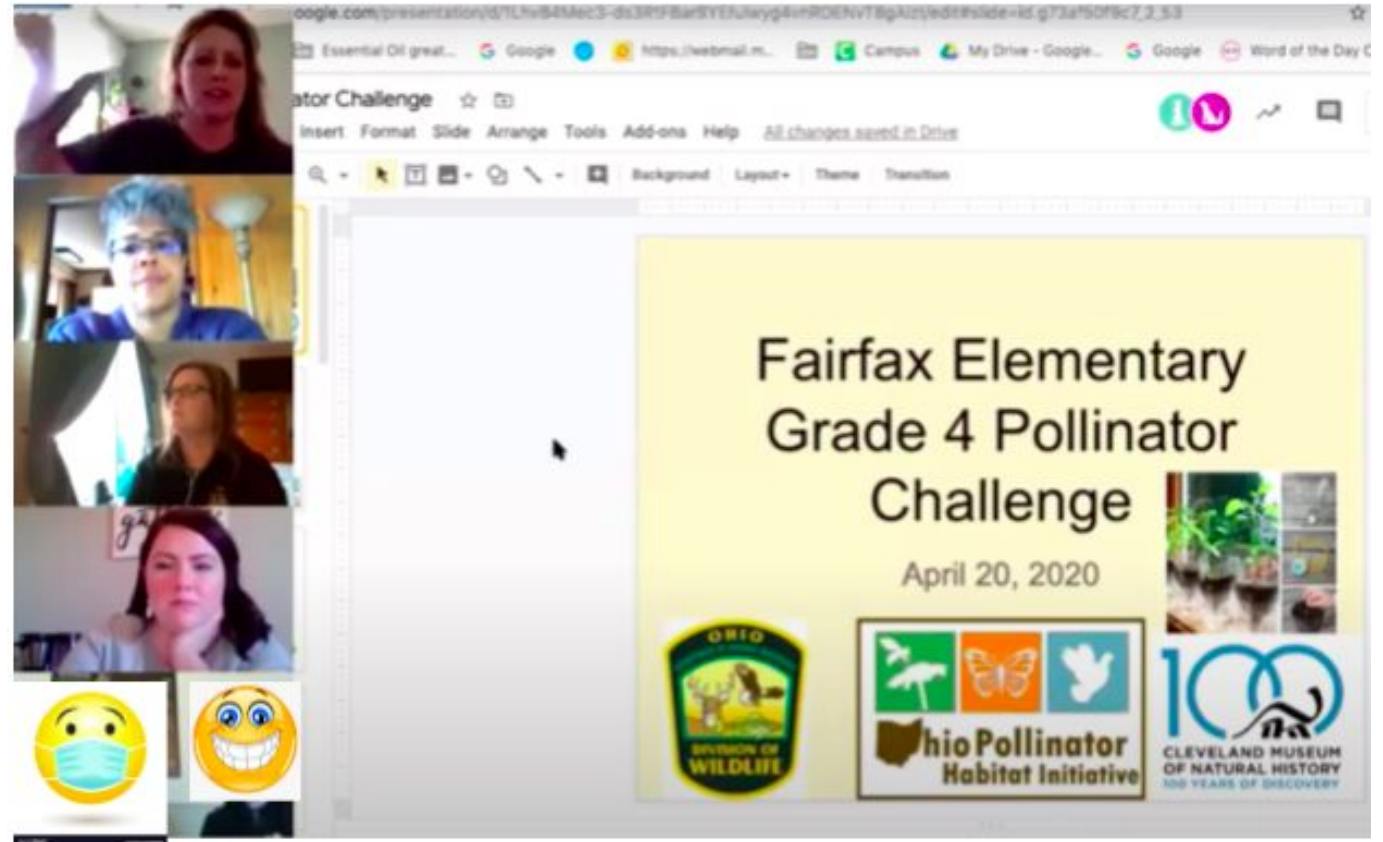 Essential Oil great... Google https://webmail.m... Campus My Drive - Google... Google Word of the Day
ator Challenge
Insert Format Slide Arrange Tools Add-ons Help All changes saved in Drive
Background Layout Theme Transition
Fairfax Elementary
Grade 4 Pollinator
Challenge
April 20, 2020
OHIO
DIVISION OF
WILDLIFE
hio Pollinator
Habitat Initiative
100
CLEVELAND MUSEUM
OF NATURAL HISTORY
100 YEARS OF DISCOVERY